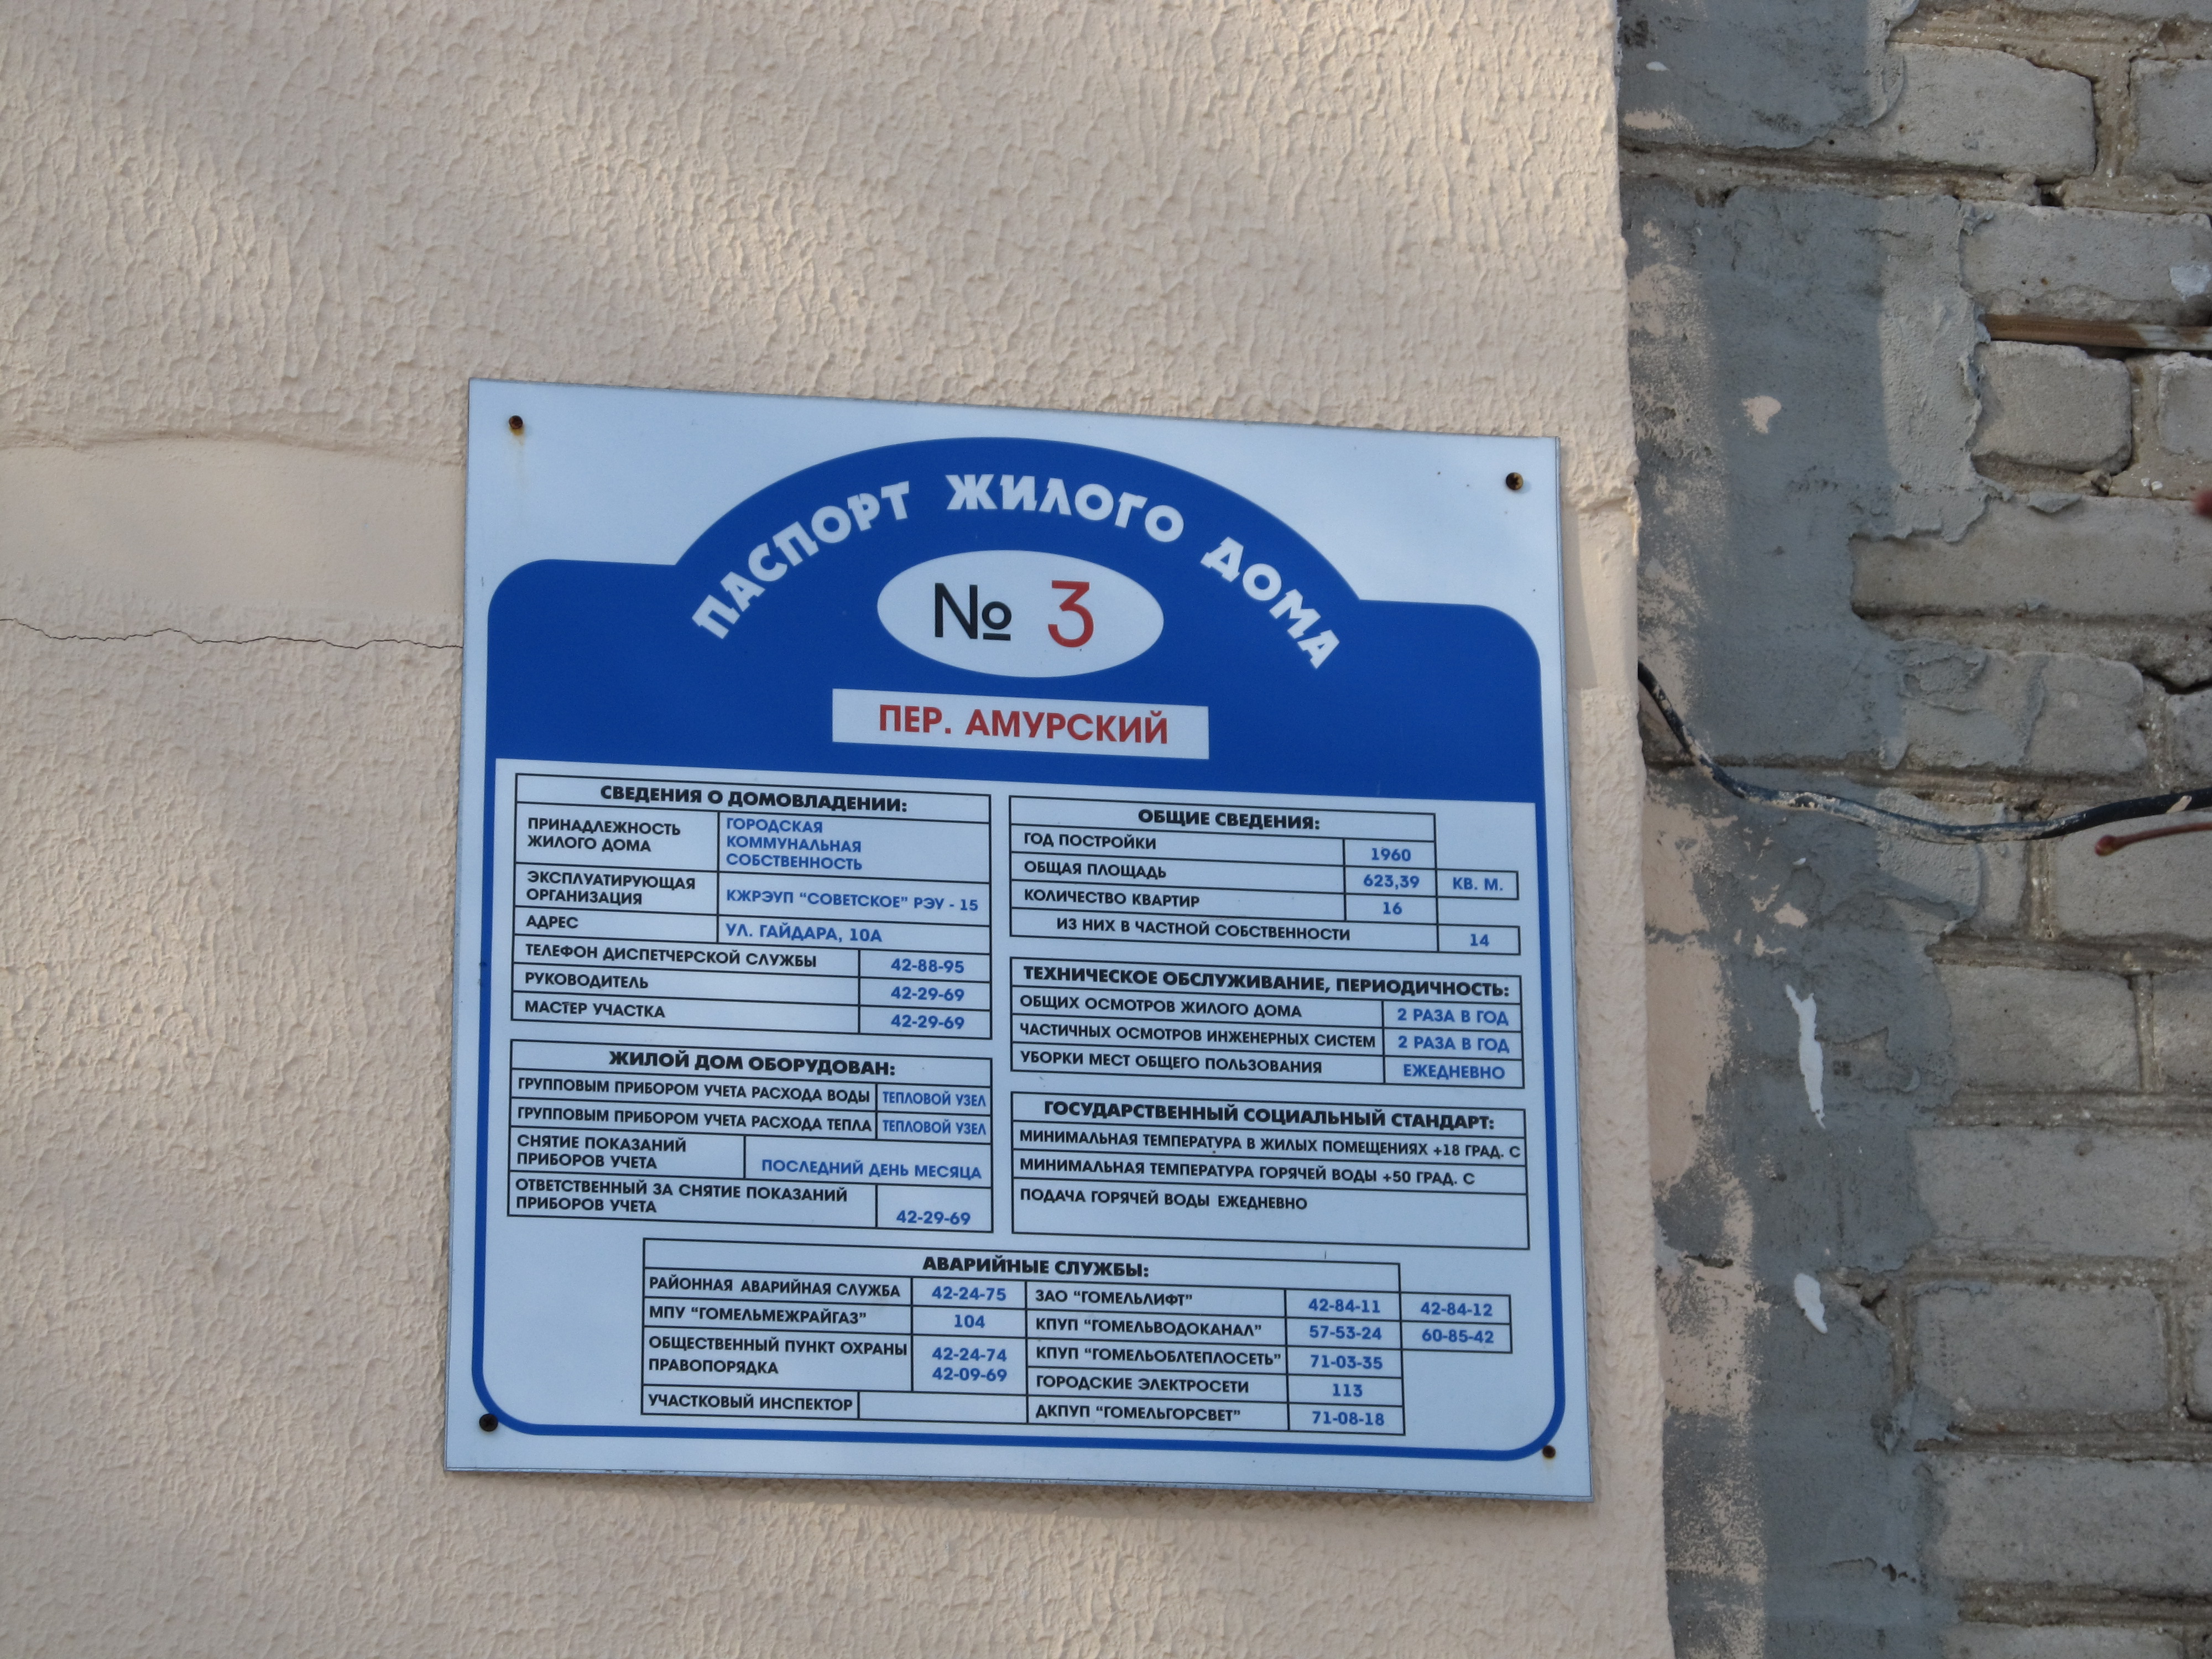 ПАСПОРТ ЖИЛОГО ДОМА
№ 3
ПЕР. АМУРСКИЙ
СВЕДЕНИЯ О ДОМОВЛАДЕНИИ:
ПРИНАДЛЕЖНОСТЬ
ЖИЛОГО ДОМА
ГОРОДСКАЯ
КОММУНАЛЬНАЯ
СОБСТВЕННОСТЬ
ЭКСПЛУАТИРУЮЩАЯ
ОРГАНИЗАЦИЯ
КЖРЭУП "СОВЕТСКОЕ" РЭУ - 15
АДРЕС УЛ. ГАЙДАРА, 10А
ТЕЛЕФОН ДИСПЕТЧЕРСКОЙ СЛУЖБЫ 42-88-95
РУКОВОДИТЕЛЬ 42-29-69
МАСТЕР УЧАСТКА 42-29-69
ЖИЛОЙ ДОМ ОБОРУДОВАН:
ГРУППОВЫМ ПРИБОРОМ УЧЕТА РАСХОДА ВОДЫ ТЕПЛОВОЙ УЗЕЛ
ГРУППОВЫМ ПРИБОРОМ УЧЕТА РАСХОДА ТЕПЛА ТЕПЛОВОЙ УЗЕЛ
СНЯТИЕ ПОКАЗАНИЙ
ПРИБОРОВ УЧЕТА ПОСЛЕДНИЙ ДЕНЬ МЕСЯЦА
ОТВЕТСТВЕННЫЙ ЗА СНЯТИЕ ПОКАЗАНИЙ
ПРИБОРОВ УЧЕТА 42-29-69
ОБЩИЕ СВЕДЕНИЯ:
ГОД ПОСТРОЙКИ 1960
ОБЩАЯ ПЛОЩАДЬ 623,39 КВ. М.
КОЛИЧЕСТВО КВАРТИР 16
ИЗ НИХ В ЧАСТНОЙ СОБСТВЕННОСТИ 14
ТЕХНИЧЕСКОЕ ОБСЛУЖИВАНИЕ, ПЕРИОДИЧНОСТЬ:
ОБЩИХ ОСМОТРОВ ЖИЛОГО ДОМА 2 РАЗА В ГОД
ЧАСТИЧНЫХ ОСМОТРОВ ИНЖЕНЕРНЫХ СИСТЕМ 2 РАЗА В ГОД
УБОРКИ МЕСТ ОБЩЕГО ПОЛЬЗОВАНИЯ ЕЖЕДНЕВНО
ГОСУДАРСТВЕННЫЙ СОЦИАЛЬНЫЙ СТАНДАРТ:
МИНИМАЛЬНАЯ ТЕМПЕРАТУРА В ЖИЛЫХ ПОМЕЩЕНИЯХ +18 ГРАД. С
МИНИМАЛЬНАЯ ТЕМПЕРАТУРА ГОРЯЧЕЙ ВОДЫ +50 ГРАД. С
ПОДАЧА ГОРЯЧЕЙ ВОДЫ ЕЖЕДНЕВНО
АВАРИЙНЫЕ СЛУЖБЫ:
РАЙОННАЯ АВАРИЙНАЯ СЛУЖБА 42-24-75
МПУ "ГОМЕЛЬМЕЖРАЙГАЗ" 104
ОБЩЕСТВЕННЫЙ ПУНКТ ОХРАНЫ 42-24-74
ПРАВОПОРЯДКА 42-09-69
УЧАСТКОВЫЙ ИНСПЕКТОР
ЗАО "ГОМЕЛЬЛИФТ" 42-84-11 42-84-12
КПУП "ГОМЕЛЬВОДОКАНАЛ" 57-53-24 60-85-42
КПУП "ГОМЕЛЬОБЛТЕПЛОСЕТЬ" 71-03-35
ГОРОДСКИЕ ЭЛЕКТРОСЕТИ 113
ДКПУП "ГОМЕЛЬГОРСВЕТ" 71-08-18